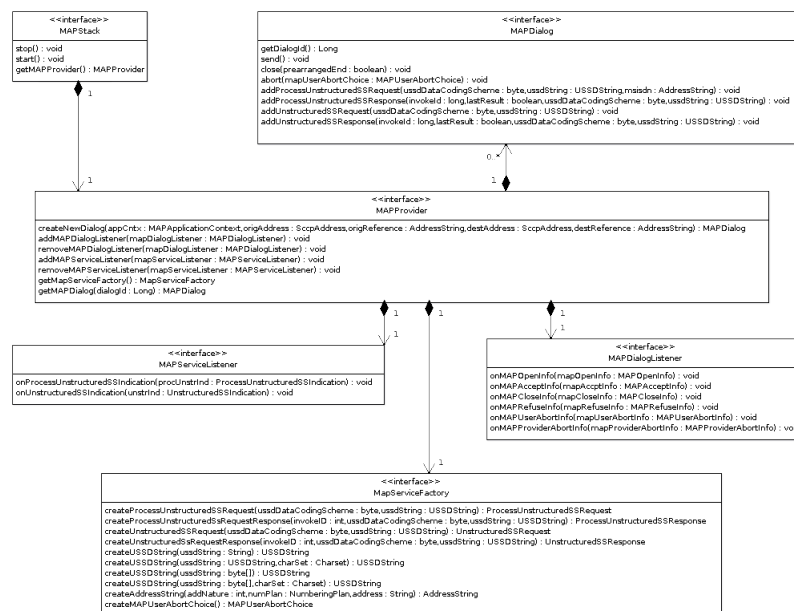 <<interface>>
MAPStack
stop() : void
start() : void
getMAPProvider() : MAPProvider
<<interface>>
MAPDialog
getDialogId() : Long
send() : void
close(prearrangedEnd : boolean) : void
abort(mapUserAbortChoice : MAPUserAbortChoice) : void
addProcessUnstructuredSSRequest(ussdDataCodingScheme : byte,ussdString : USSDString,msisdn : AddressString) : void
addProcessUnstructuredSSResponse(invokeId : long,lastResult : boolean,ussdDataCodingScheme : byte,ussdString : USSDString) : void
addUnstructuredSSRequest(ussdDataCodingScheme : byte,ussdString : USSDString) : void
addUnstructuredSSResponse(invokeId : long,lastResult : boolean,ussdDataCodingScheme : byte,ussdString : USSDString) : void
1
0..*
1
1
<<interface>>
MAPProvider
createNewDialog(appCntx : MAPApplicationContext,origAddress : SccpAddress,origReference : AddressString,destAddress : SccpAddress,destReference : AddressString) : MAPDialog
addMAPDialogListener(mapDialogListener : MAPDialogListener) : void
removeMAPDialogListener(mapDialogListener : MAPDialogListener) : void
addMAPServiceListener(mapServiceListener : MAPServiceListener) : void
removeMAPServiceListener(mapServiceListener : MAPServiceListener) : void
getMapServiceFactory() : MapServiceFactory
getMAPDialog(dialogId : Long) : MAPDialog
1
1
1
1
1
<<interface>>
MAPServiceListener
onProcessUnstructuredSSIndication(procUnstrInd : ProcessUnstructuredSSIndication) : void
onUnstructuredSSIndication(unstrInd : UnstructuredSSIndication) : void
<<interface>>
MAPDialogListener
onMAPOpenInfo(mapOpenInfo : MAPOpenInfo) : void
onMAPAcceptInfo(mapAccptInfo : MAPAcceptInfo) : void
onMAPCloseInfo(mapCloseInfo : MAPCloseInfo) : void
onMAPRefuseInfo(mapRefuseInfo : MAPRefuseInfo) : void
onMAPUserAbortInfo(mapUserAbortInfo : MAPUserAbortInfo) : void
onMAPProviderAbortInfo(mapProviderAbortInfo : MAPProviderAbortInfo) : vo
1
<<interface>>
MapServiceFactory
createProcessUnstructuredSSRequest(ussdDataCodingScheme : byte,ussdString : USSDString) : ProcessUnstructuredSSRequest
createProcessUnstructuredSsRequestResponse(invokeID : int,ussdDataCodingScheme : byte,ussdString : USSDString) : ProcessUnstructuredSSResponse
createUnstructuredSSRequest(ussdDataCodingScheme : byte,ussdString : USSDString) : UnstructuredSSRequest
createUnstructuredSsRequestResponse(invokeID : int,ussdDataCodingScheme : byte,ussdString : USSDString) : UnstructuredSSResponse
createUSSDString(ussdString : String) : USSDString
createUSSDString(ussdString : USSDString,charSet : Charset) : USSDString
createUSSDString(ussdString : byte[]) : USSDString
createUSSDString(ussdString : byte[],charSet : Charset) : USSDString
createAddressString(addNature : int,numPlan : NumberingPlan,address : String) : AddressString
createMAPUserAbortChoice() : MAPUserAbortChoice